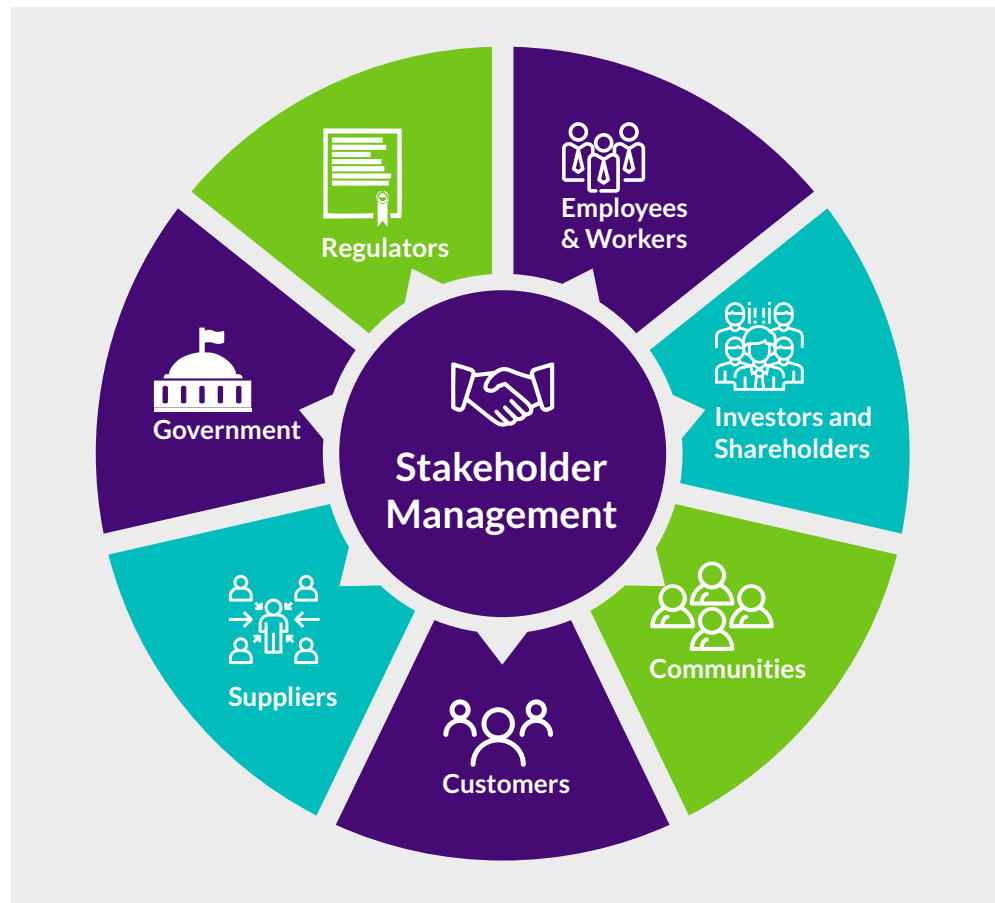 Stakeholder
Management
Employees
& Workers
Investors and
Shareholders
Communities
Customers
Suppliers
Government
Regulators